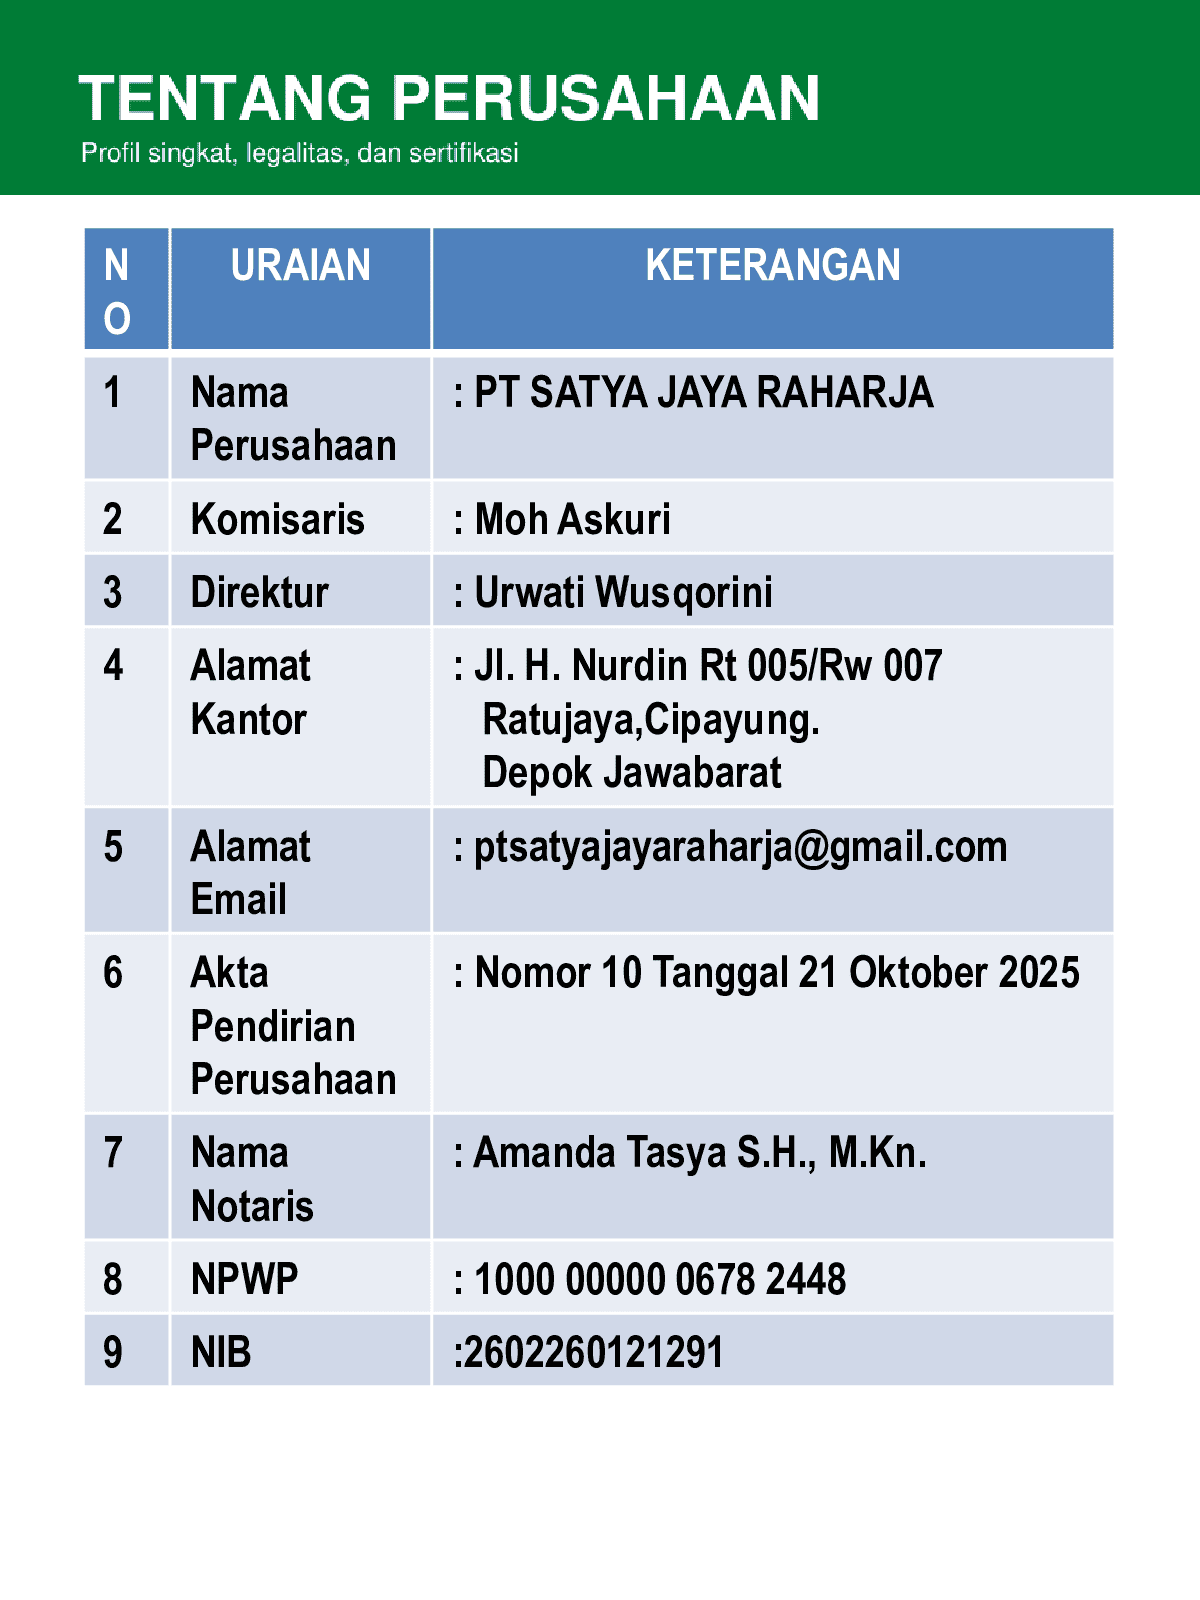 TENTANG PERUSAHAAN
Profil singkat, legalitas, dan sertifikasi
N
O
URAIAN
KETERANGAN
1
Nama
Perusahaan
: PT SATYA JAYA RAHARJA
2
Komisaris
: Moh Askuri
3
Direktur
: Urwati Wusqorini
4
Alamat
Kantor
: Jl. H. Nurdin Rt 005/Rw 007
Ratujaya,Cipayung.
Depok Jawabarat
5
Alamat
Email
: ptsatyajayaraharja@gmail.com
6
Akta
Pendirian
Perusahaan
: Nomor 10 Tanggal 21 Oktober 2025
7
Nama
Notaris
: Amanda Tasya S.H., M.Kn.
8
NPWP
: 1000 00000 0678 2448
9
NIB
:2602260121291